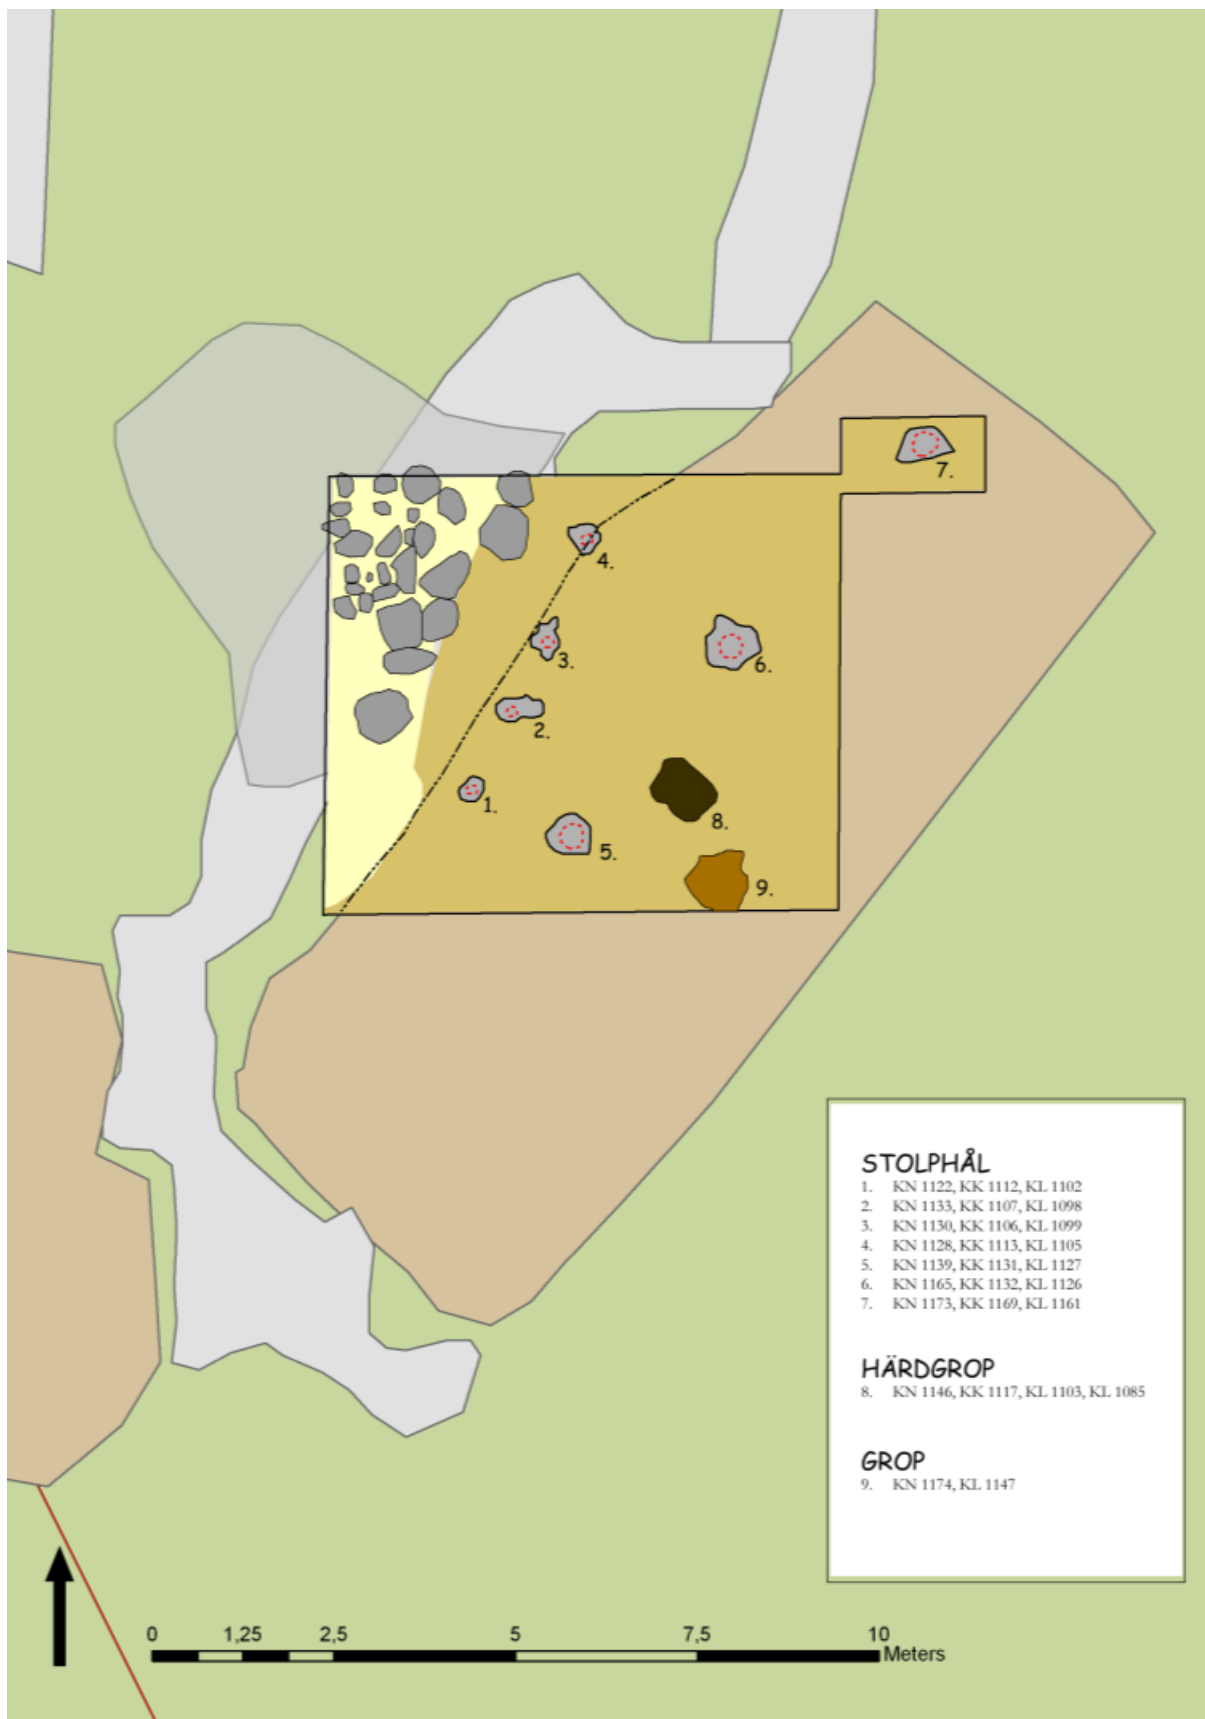 7.
4.
3.
6.
2.
1.
8.
5.
9.
STOLPHÅL
1. KN 1122, KK 1112, KL 1102
2. KN 1133, KK 1107, KL 1098
3. KN 1130, KK 1106, KL 1099
4. KN 1128, KK 1113, KL 1105
5. KN 1139, KK 1131, KL 1127
6. KN 1165, KK 1132, KL 1126
7. KN 1173, KK 1169, KL 1161
HÄRDGROP
8. KN 1146, KK 1117, KL 1103, KL 1085
GROP
9. KN 1174, KL 1147
0 1,25 2,5 5 7,5 10
Meters